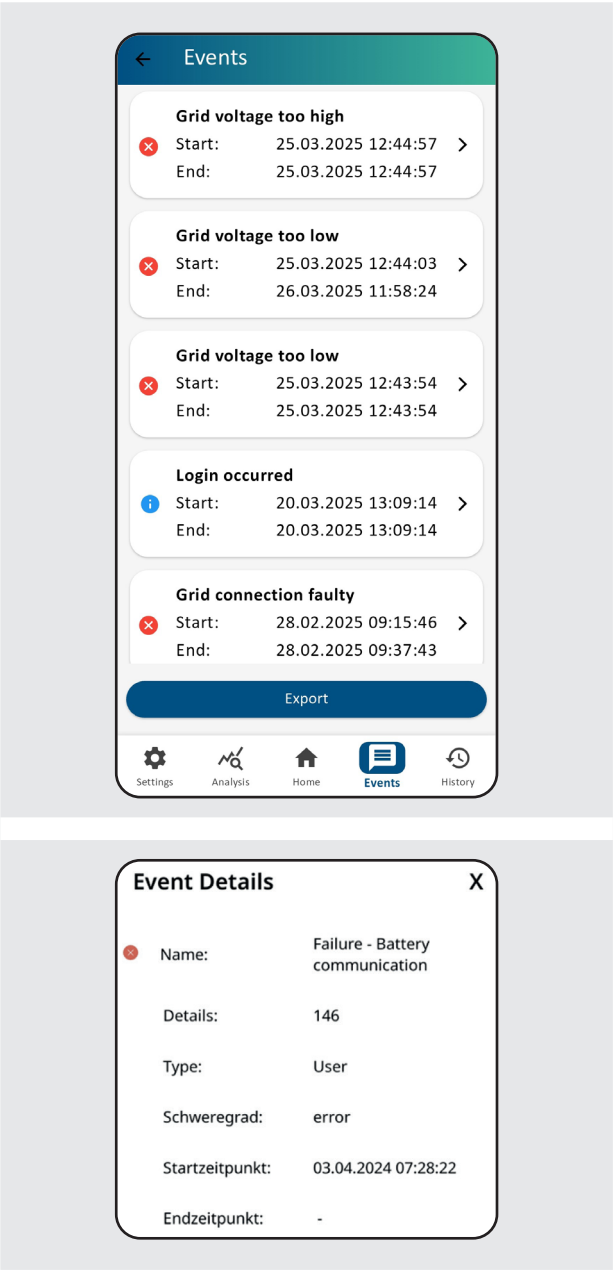 Events
Grid voltage too high
Start: 25.03.2025 12:44:57
End: 25.03.2025 12:44:57
Grid voltage too low
Start: 25.03.2025 12:44:03
End: 26.03.2025 11:58:24
Grid voltage too low
Start: 25.03.2025 12:43:54
End: 25.03.2025 12:43:54
Login occurred
Start: 20.03.2025 13:09:14
End: 20.03.2025 13:09:14
Grid connection faulty
Start: 28.02.2025 09:15:46
End: 28.02.2025 09:37:43
Export
Settings Analysis Home Events History
Event Details X
Name: Failure - Battery
communication
Details: 146
Type: User
Schweregrad: error
Startzeitpunkt: 03.04.2024 07:28:22
Endzeitpunkt: -